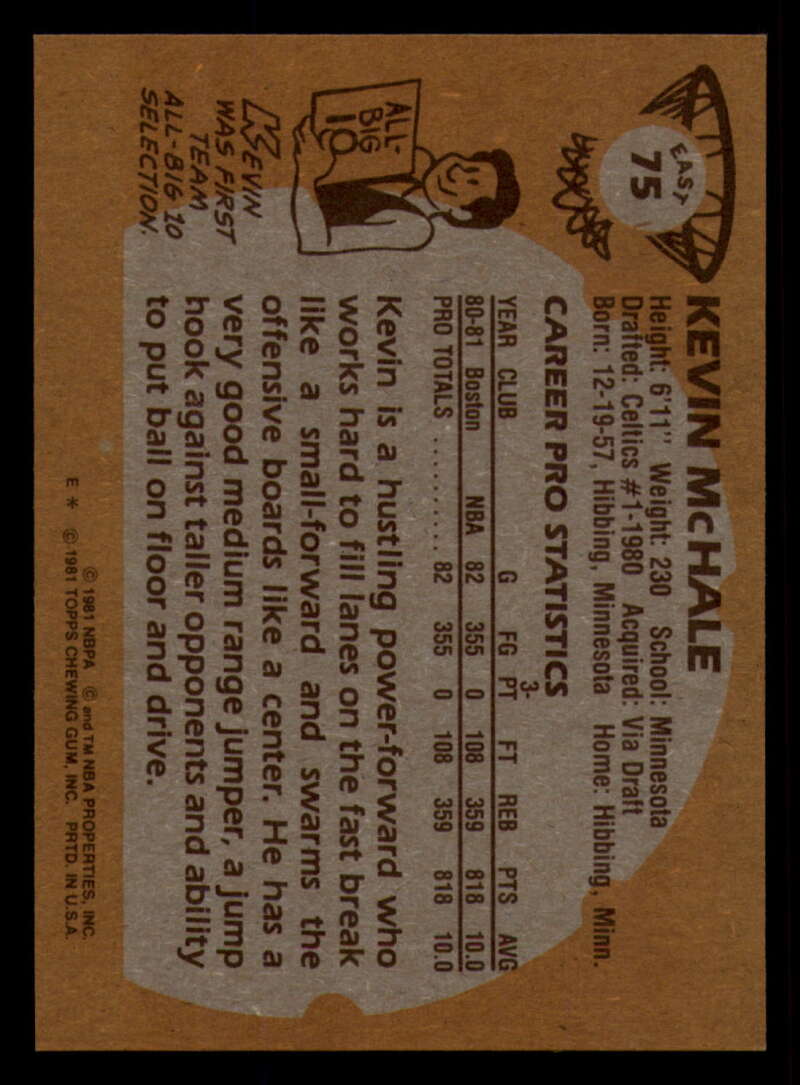 EAST
75
KEVIN McHALE
Height: 6'11" Weight: 230 School: Minnesota
Drafted: Celtics #1-1980 Acquired: Via Draft
Born: 12-19-57, Hibbing, Minnesota Home: Hibbing, Minn.
CAREER PRO STATISTICS
YEAR CLUB G FG 3-PT FT REB PTS AVG
80-81 Boston NBA 82 355 0 108 359 818 10.0
PRO TOTALS .......... 82 355 0 108 359 818 10.0
ALL-
BIG
10
KEVIN
WAS FIRST
TEAM
ALL-BIG 10
SELECTION.
Kevin is a hustling power-forward who
works hard to fill lanes on the fast break
like a small-forward and swarms the
offensive boards like a center. He has a
very good medium range jumper, a jump
hook against taller opponents and ability
to put ball on floor and drive.
© 1981 NBPA © and TM NBA PROPERTIES, INC.
E * © 1981 TOPPS CHEWING GUM, INC. PRTD. IN U.S.A.